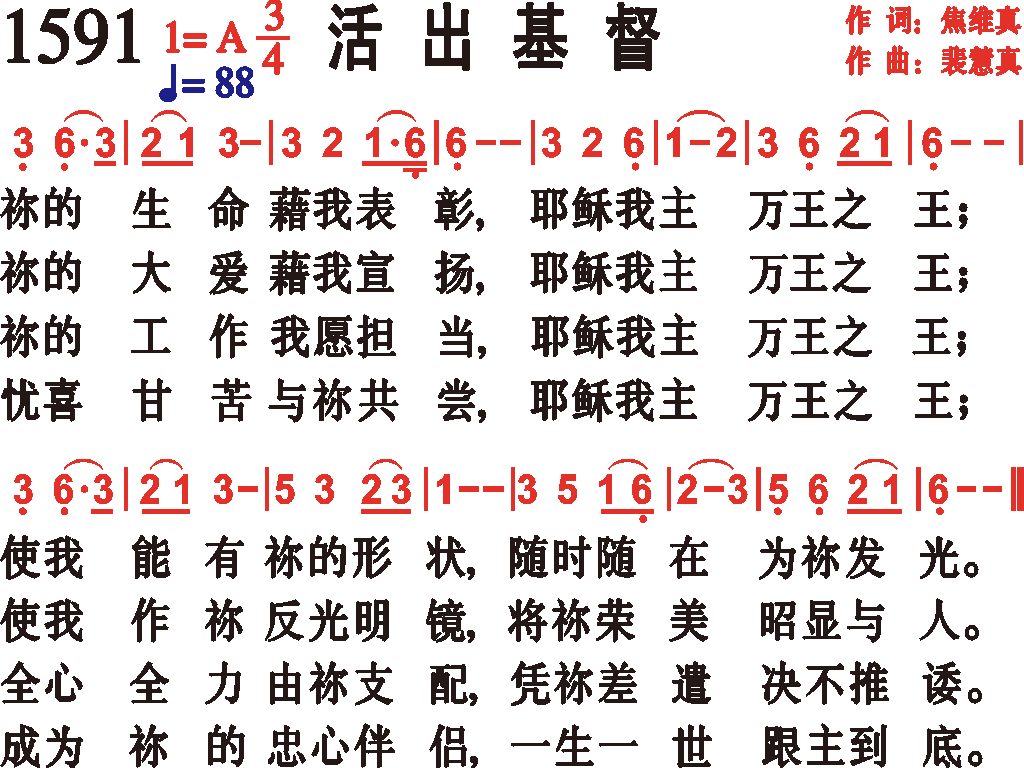 1591 1=A 3/4 活出基督 作 词：焦维真
♩=88 作 曲：裴慧真
3 6·3|2 1 3-|3 2 1·6|6--|3 2 6|1-2|3 6 2 1|6--|
祢的 生 命 藉我表 彰，耶稣我主 万王之 王；
祢的 大 爱 藉我宣 扬，耶稣我主 万王之 王；
祢的 工 作 我愿担 当，耶稣我主 万王之 王；
忧喜 甘 苦 与祢共 尝，耶稣我主 万王之 王；
3 6·3|2 1 3-|5 3 2 3|1--|3 5 1 6|2-3|5 6 2 1|6--‖
使我 能 有 祢的形 状，随时随 在 为祢发 光。
使我 作 祢 反光明 镜，将祢荣 美 昭显与 人。
全心 全 力 由祢支 配，凭祢差 遣 决不推 诿。
成为 祢 的 忠心伴 侣，一生一 世 跟主到 底。